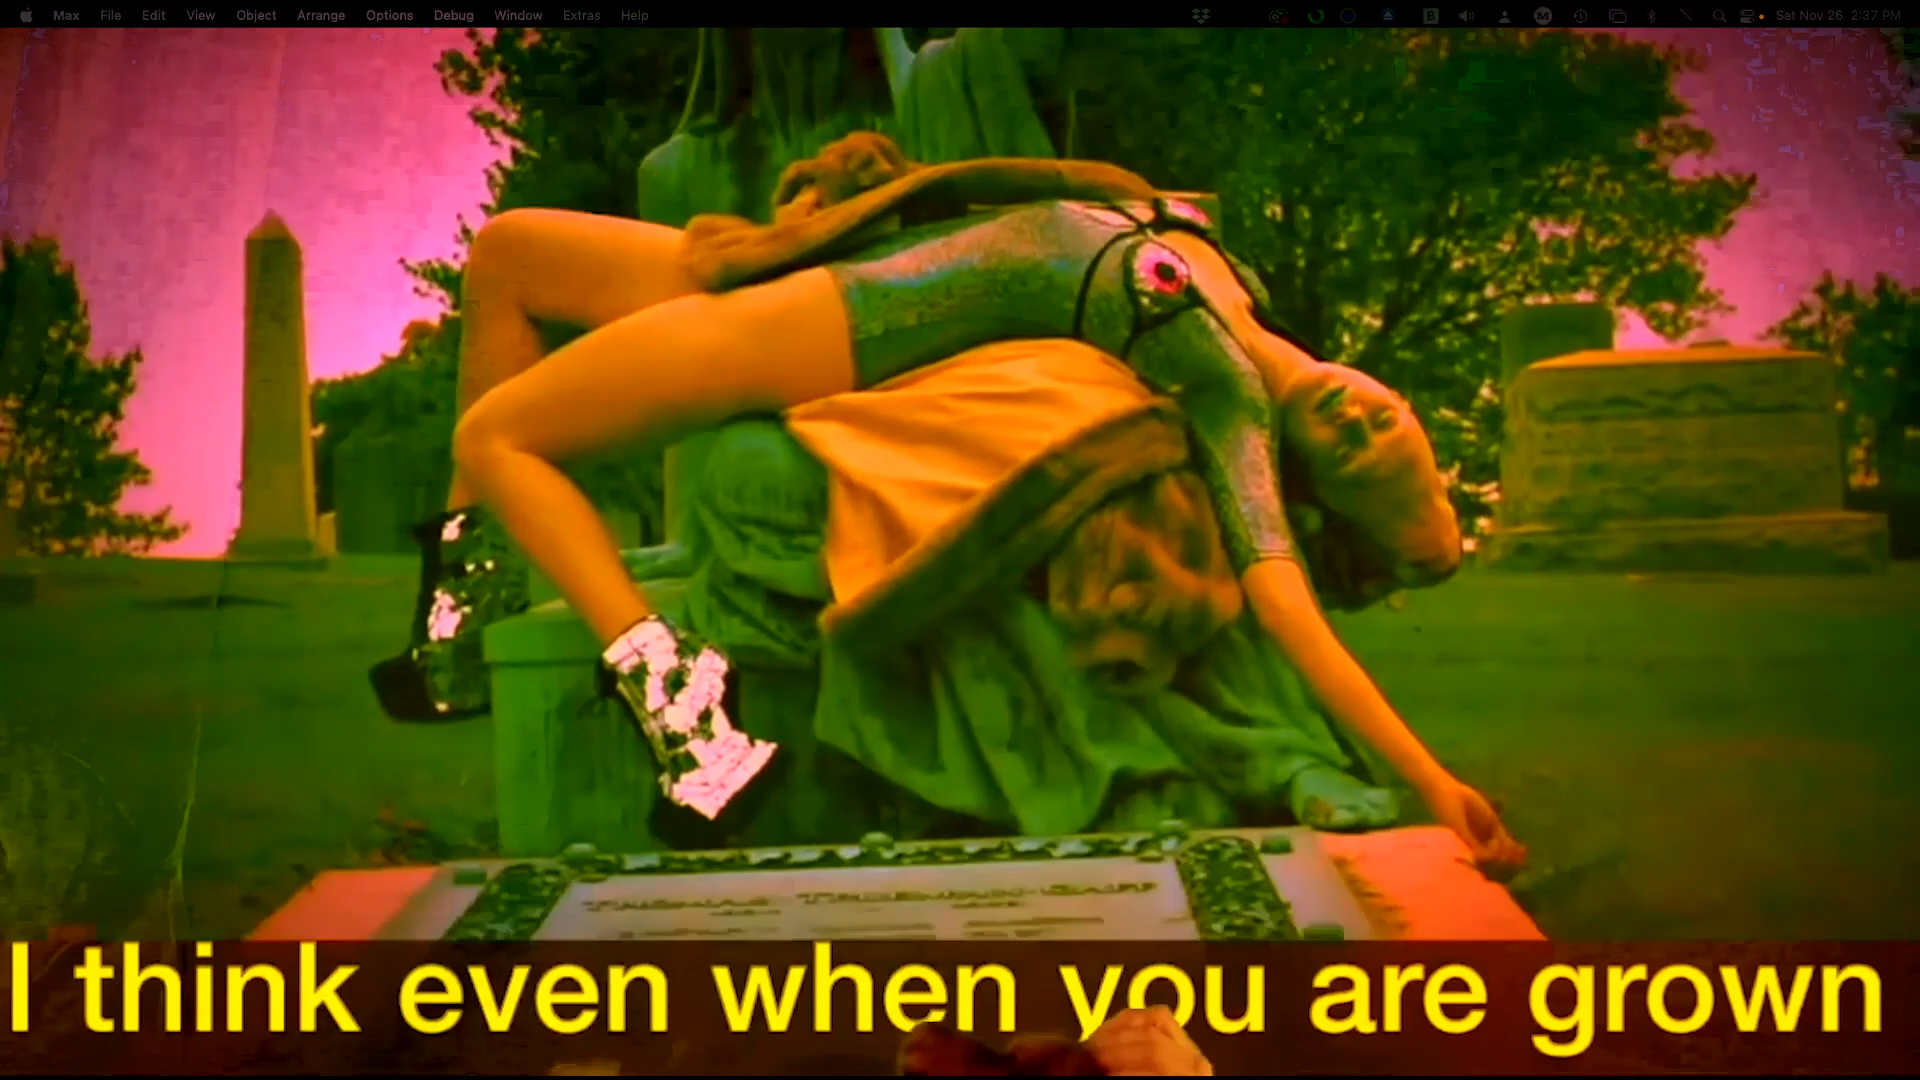 Max File Edit View Object Arrange Options Debug Window Extras Help Sat Nov 26 2:37 PM
I think even when you are grown